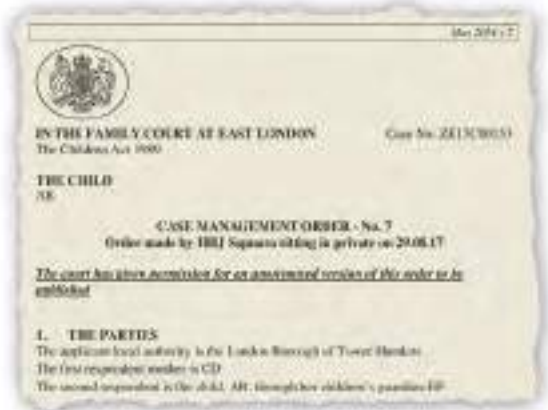 IN THE FAMILY COURT AT EAST LONDON Case No:
The Children Act 1989
THE CHILD
AB
CASE MANAGEMENT ORDER - No. 7
Order made by HHJ Sapnara sitting in private on 29.08.17
The court has given permission for an anonymised version of this order to be
published
1. THE PARTIES
The applicant local authority is the London Borough of Tower Hamlets
The first respondent mother is CD
The second respondent is the child, AB, through her children's guardian EF